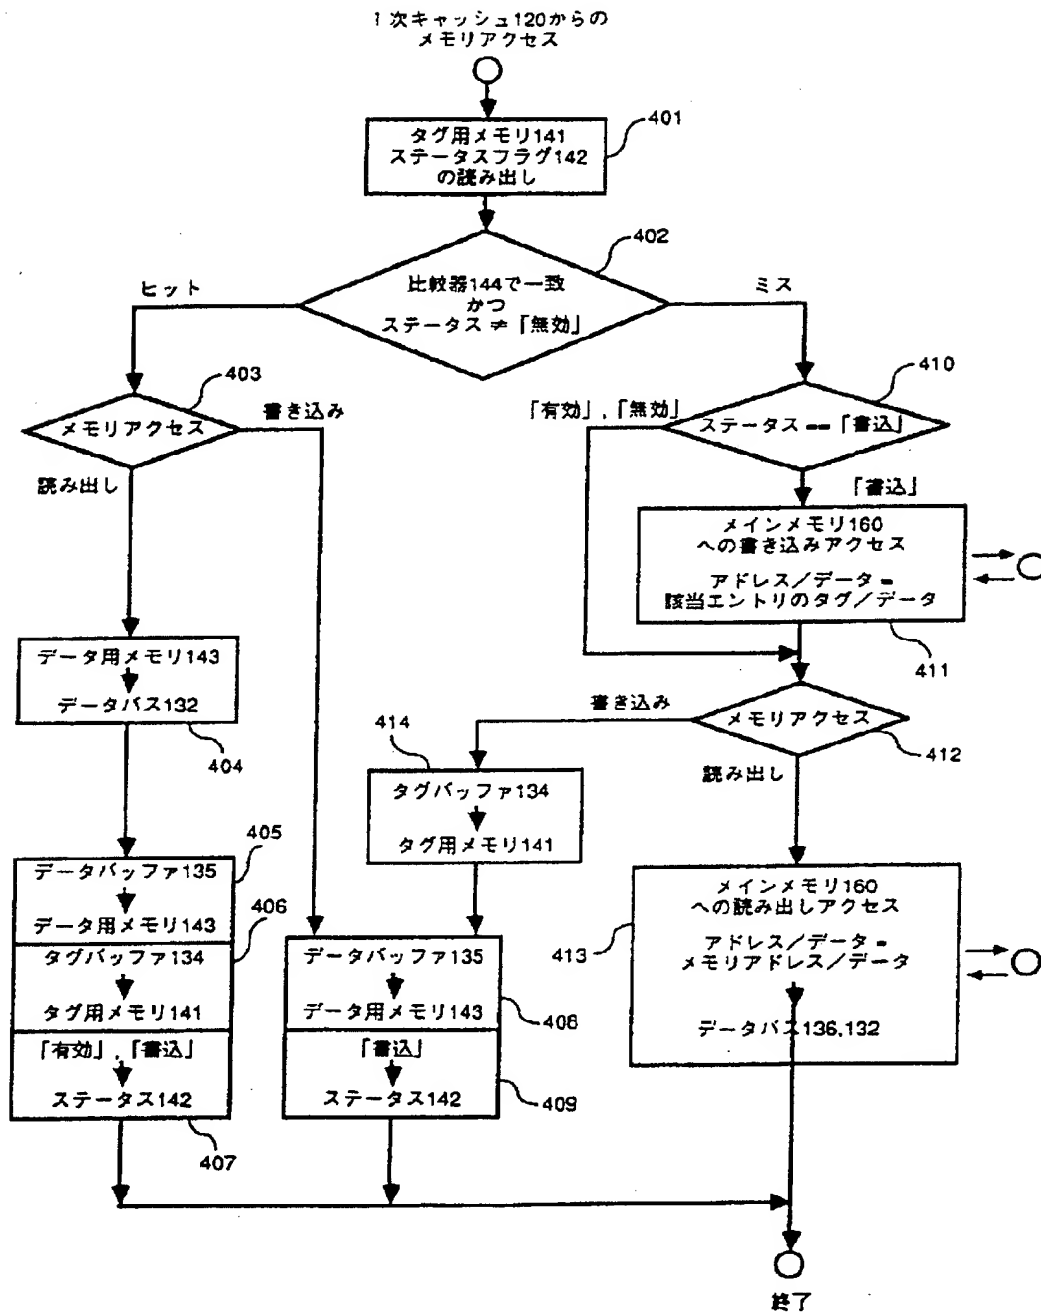 1次キャッシュ120からの
メモリアクセス
タグ用メモリ141
ステータスフラグ142
の読み出し
401
402
比較器144で一致
かつ
ステータス ≠ 「無効」
ヒット
ミス
403
メモリアクセス
書き込み
読み出し
410
「有効」,「無効」
ステータス == 「書込」
「書込」
メインメモリ160
への書き込みアクセス
アドレス/データ =
該当エントリのタグ/データ
411
データ用メモリ143
データバス132
404
書き込み
メモリアクセス
412
読み出し
414
タグバッファ134
タグ用メモリ141
405
データバッファ135
データ用メモリ143
406
タグバッファ134
タグ用メモリ141
「有効」,「書込」
ステータス142
407
データバッファ135
データ用メモリ143
408
「書込」
ステータス142
409
413
メインメモリ160
への読み出しアクセス
アドレス/データ =
メモリアドレス/データ
データバス136,132
終了